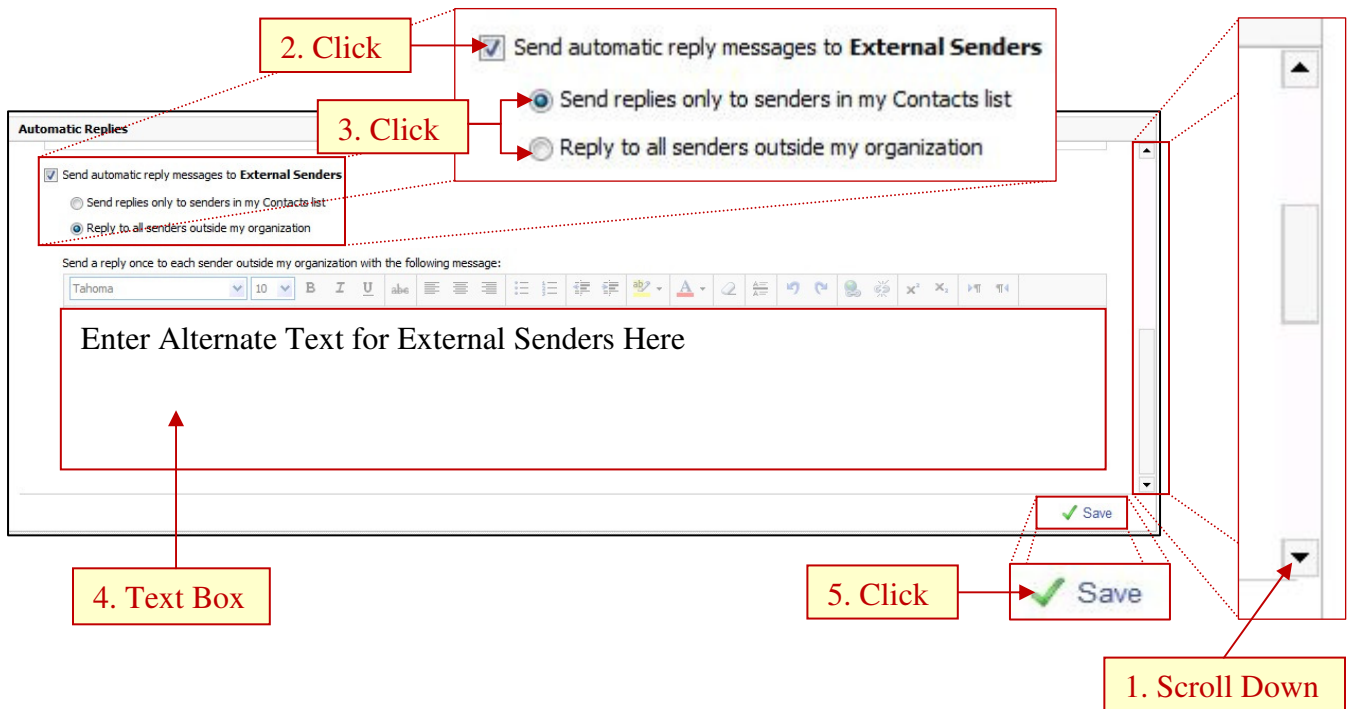 2. Click
Send automatic reply messages to External Senders
Send replies only to senders in my Contacts list
3. Click
Reply to all senders outside my organization
Automatic Replies
Send automatic reply messages to External Senders
Send replies only to senders in my Contacts list
Reply to all senders outside my organization
Send a reply once to each sender outside my organization with the following message:
Tahoma 10 B I U abc
Enter Alternate Text for External Senders Here
Save
4. Text Box
5. Click
Save
1. Scroll Down